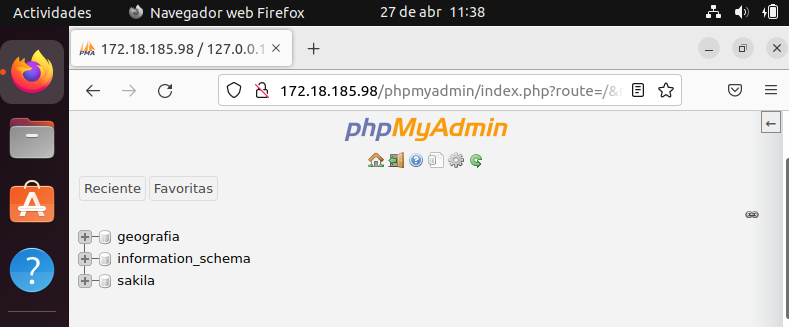 Actividades Navegador web Firefox 27 de abr 11:38
PMA 172.18.185.98 / 127.0.0.1
172.18.185.98/phpmyadmin/index.php?route=/&
phpMyAdmin
Reciente Favoritas
geografia
information_schema
sakila